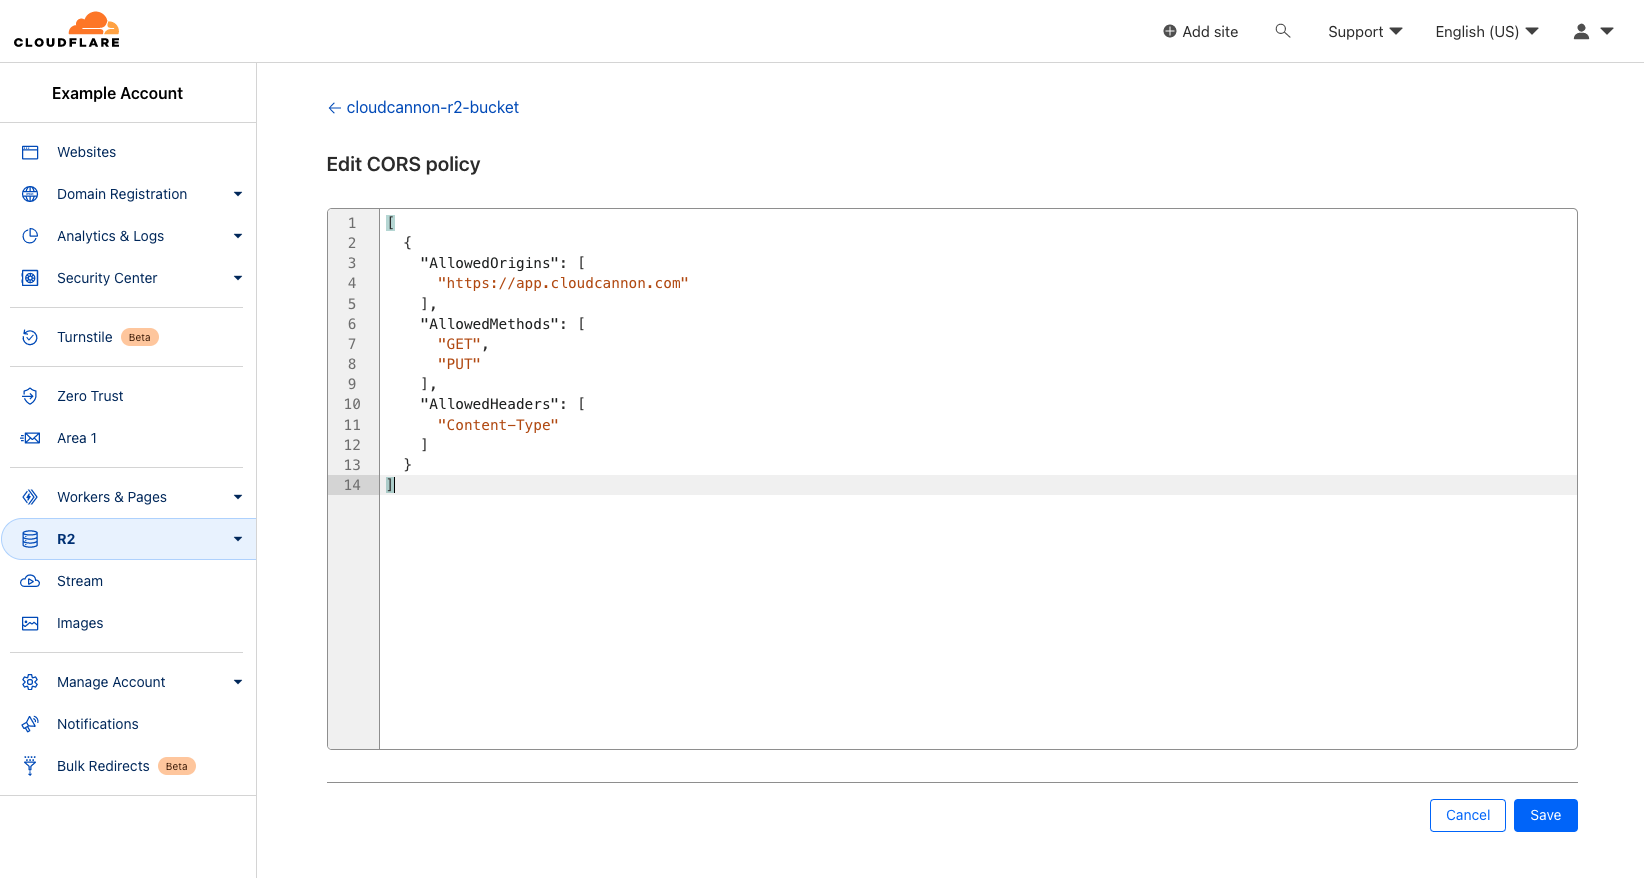 CLOUDFLARE
Add site
Support
English (US)
Example Account
Websites
Domain Registration
Analytics & Logs
Security Center
Turnstile Beta
Zero Trust
Area 1
Workers & Pages
R2
Stream
Images
Manage Account
Notifications
Bulk Redirects Beta
← cloudcannon-r2-bucket
Edit CORS policy
1 [
2 {
3 "AllowedOrigins": [
4 "https://app.cloudcannon.com"
5 ],
6 "AllowedMethods": [
7 "GET",
8 "PUT"
9 ],
10 "AllowedHeaders": [
11 "Content-Type"
12 ]
13 }
14 ]
Cancel
Save